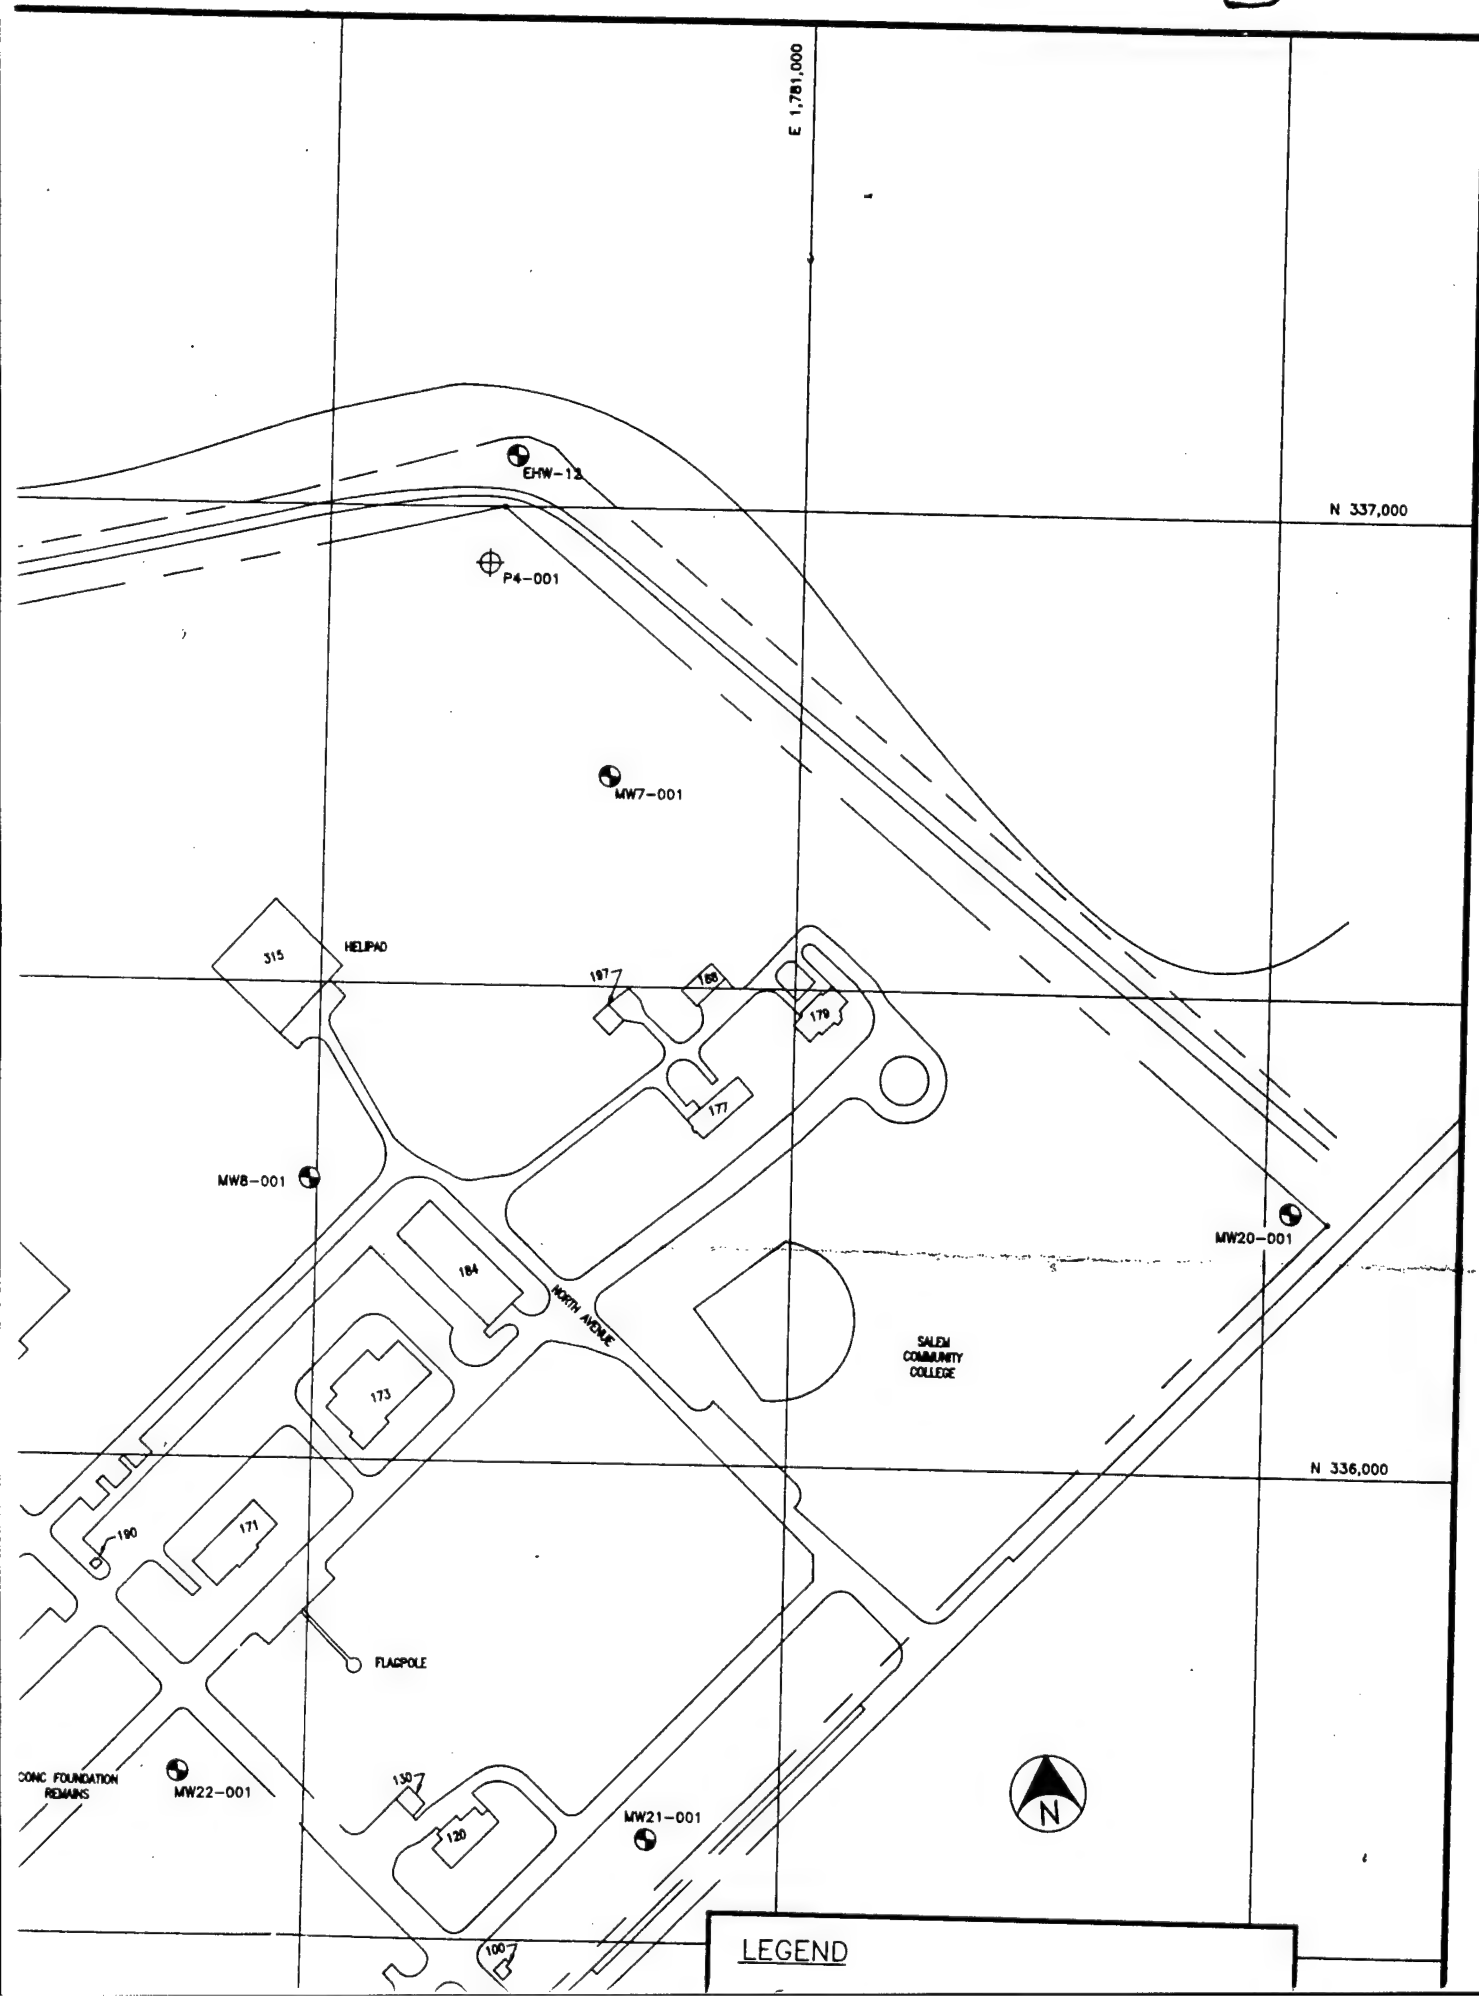 E 1,781,000
EHW-12
N 337,000
P4-001
MW7-001
315
HELIPAD
197
188
179
177
MW8-001
MW20-001
184
NORTH AVENUE
SALEM
COMMUNITY
COLLEGE
173
N 336,000
171
190
FLAGPOLE
CONC FOUNDATION
REMAINS
MW22-001
130
120
MW21-001
N
100
LEGEND